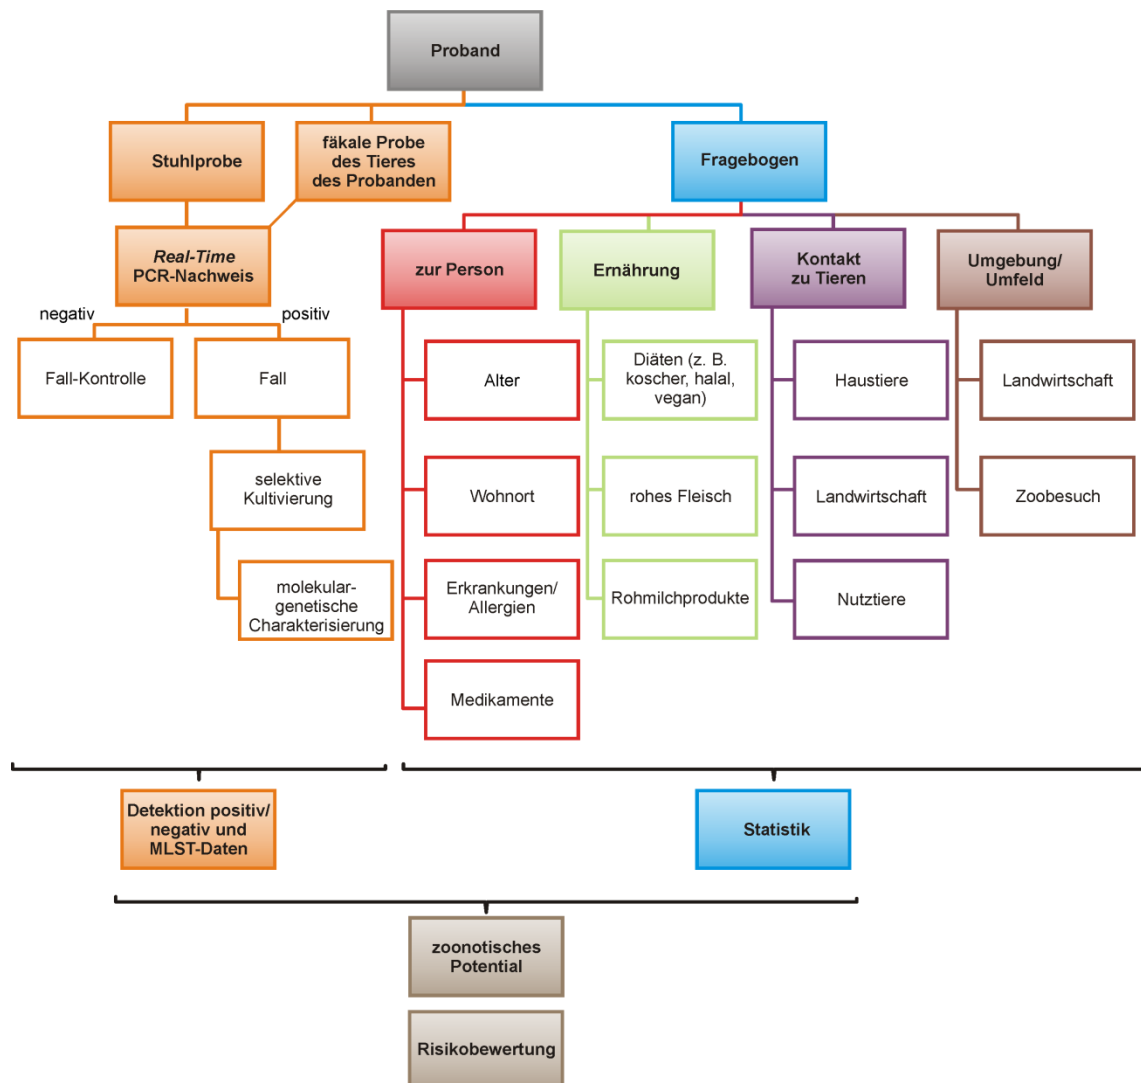 Proband
Stuhlprobe
fäkale Probe
des Tieres
des Probanden
Fragebogen
Real-Time
PCR-Nachweis
negativ
positiv
Fall-Kontrolle
Fall
selektive
Kultivierung
molekular-
genetische
Charakterisierung
zur Person
Alter
Wohnort
Erkrankungen/
Allergien
Medikamente
Ernährung
Diäten (z. B.
koscher, halal,
vegan)
rohes Fleisch
Rohmilchprodukte
Kontakt
zu Tieren
Haustiere
Landwirtschaft
Nutztiere
Umgebung/
Umfeld
Landwirtschaft
Zoobesuch
Detektion positiv/
negativ und
MLST-Daten
Statistik
zoonotisches
Potential
Risikobewertung